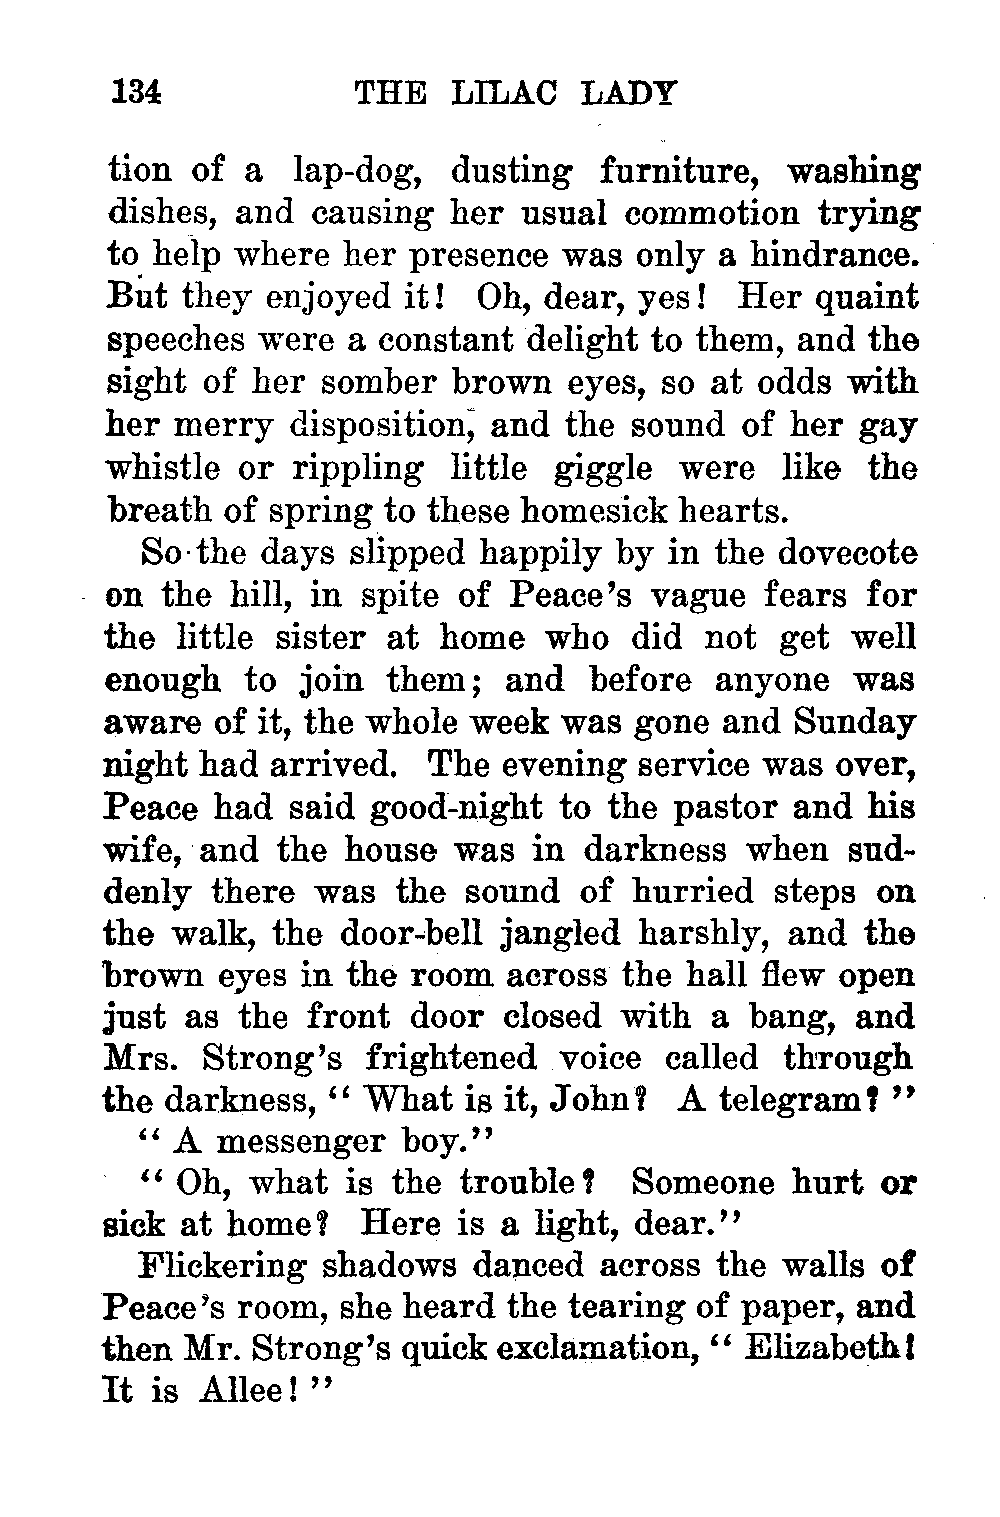 134 THE LILAC LADY
tion of a lap-dog, dusting furniture, washing
dishes, and causing her usual commotion trying
to help where her presence was only a hindrance.
But they enjoyed it! Oh, dear, yes! Her quaint
speeches were a constant delight to them, and the
sight of her somber brown eyes, so at odds with
her merry disposition, and the sound of her gay
whistle or rippling little giggle were like the
breath of spring to these homesick hearts.
So the days slipped happily by in the dovecote
on the hill, in spite of Peace's vague fears for
the little sister at home who did not get well
enough to join them; and before anyone was
aware of it, the whole week was gone and Sunday
night had arrived. The evening service was over,
Peace had said good-night to the pastor and his
wife, and the house was in darkness when sud-
denly there was the sound of hurried steps on
the walk, the door-bell jangled harshly, and the
brown eyes in the room across the hall flew open
just as the front door closed with a bang, and
Mrs. Strong's frightened voice called through
the darkness, "What is it, John? A telegram?"
"A messenger boy."
"Oh, what is the trouble? Someone hurt or
sick at home? Here is a light, dear."
Flickering shadows danced across the walls of
Peace's room, she heard the tearing of paper, and
then Mr. Strong's quick exclamation, "Elizabeth!
It is Allee!"